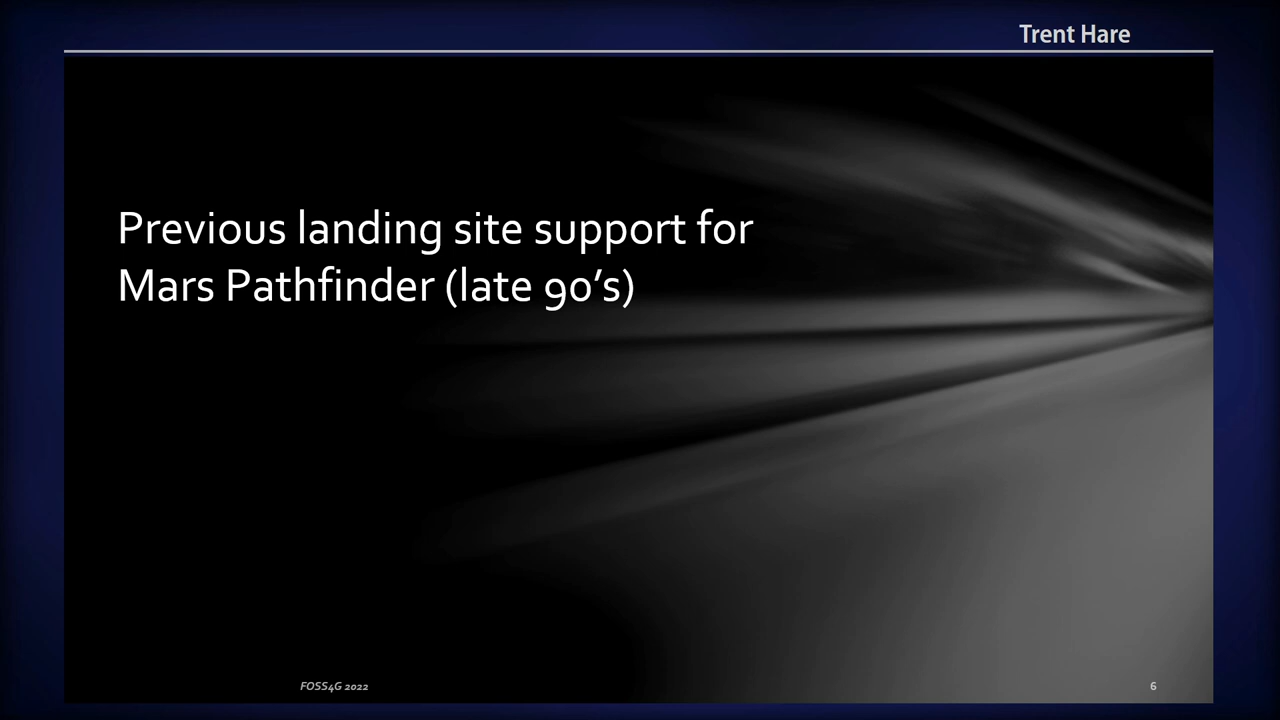 Trent Hare
Previous landing site support for
Mars Pathfinder (late 90’s)
FOSS4G 2022
6